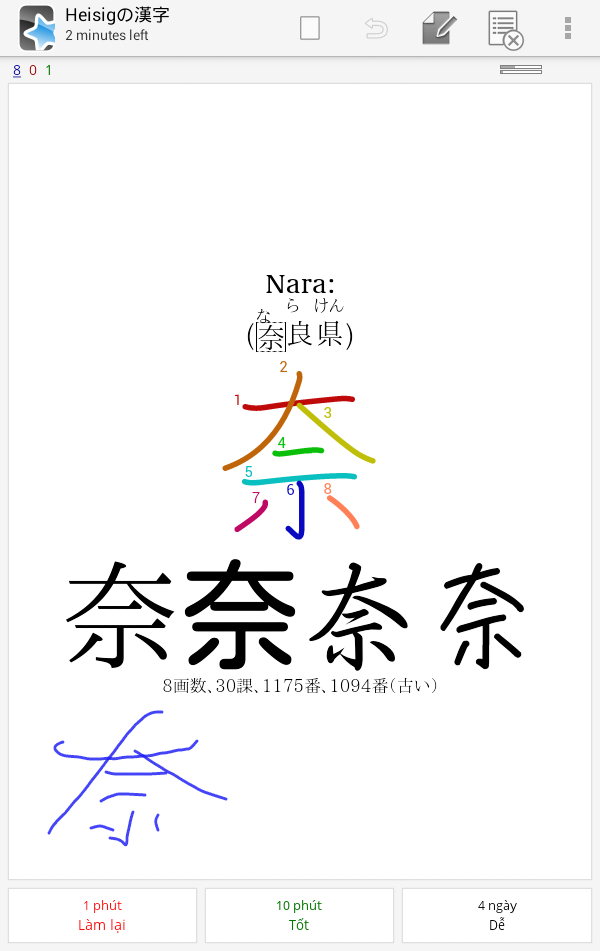 Heisigの漢字
2 minutes left
8 0 1
Nara:
な ら けん
(奈良県)
1 2 3 4 5 6 7 8
奈 奈 奈 奈
8画数、30課、1175番、1094番(古い)
奈
1 phút 10 phút 4 ngày
Làm lại Tốt Dễ